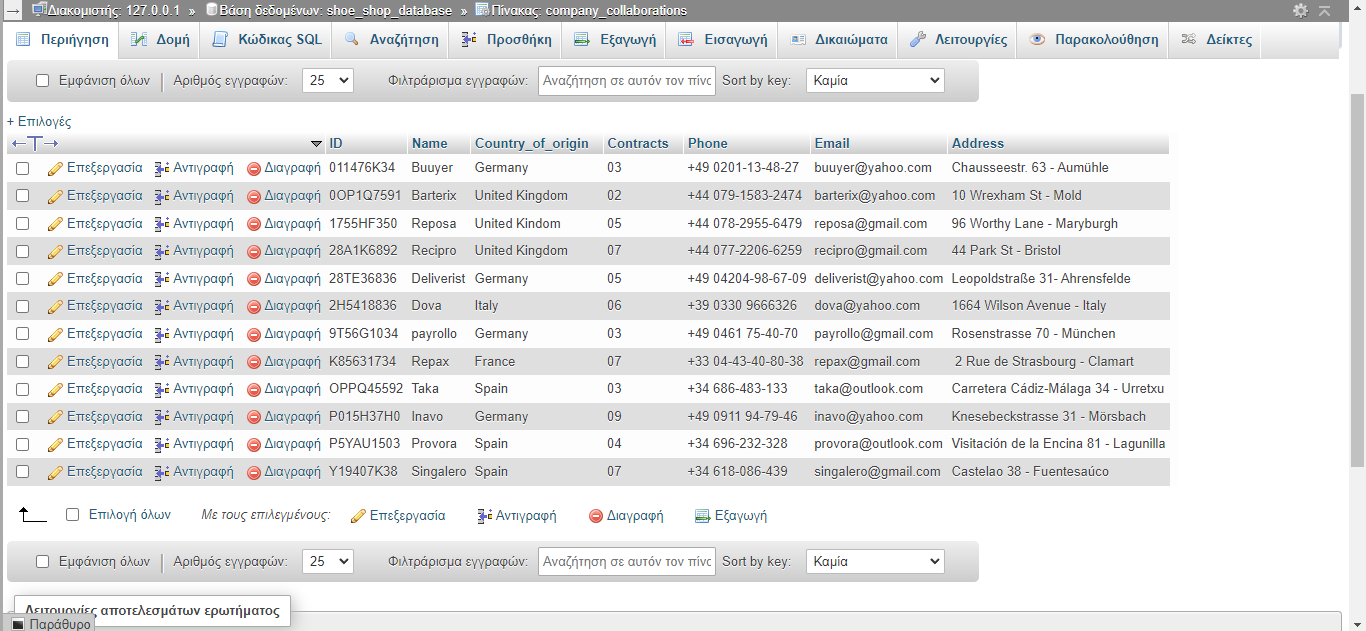 Διακομιστής: 127.0.0.1 » Βάση δεδομένων: shoe_shop_database » Πίνακας: company_collaborations
Περιήγηση Δομή Κώδικας SQL Αναζήτηση Προσθήκη Εξαγωγή Εισαγωγή Δικαιώματα Λειτουργίες Παρακολούθηση Δείκτες
Εμφάνιση όλων Αριθμός εγγραφών: 25 Φιλτράρισμα εγγραφών: Αναζήτηση σε αυτόν τον πίνα Sort by key: Καμία
+ Επιλογές
ID Name Country_of_origin Contracts Phone Email Address
Επεξεργασία Αντιγραφή Διαγραφή 011476K34 Buuyer Germany 03 +49 0201-13-48-27 buuyer@yahoo.com Chausseestr. 63 - Aumühle
Επεξεργασία Αντιγραφή Διαγραφή 0OP1Q7591 Barterix United Kingdom 02 +44 079-1583-2474 barterix@yahoo.com 10 Wrexham St - Mold
Επεξεργασία Αντιγραφή Διαγραφή 1755HF350 Reposa United Kindom 05 +44 078-2955-6479 reposa@gmail.com 96 Worthy Lane - Maryburgh
Επεξεργασία Αντιγραφή Διαγραφή 28A1K6892 Recipro United Kingdom 07 +44 077-2206-6259 recipro@gmail.com 44 Park St - Bristol
Επεξεργασία Αντιγραφή Διαγραφή 28TE36836 Deliverist Germany 05 +49 04204-98-67-09 deliverist@yahoo.com Leopoldstraße 31- Ahrensfelde
Επεξεργασία Αντιγραφή Διαγραφή 2H5418836 Dova Italy 06 +39 0330 9666326 dova@yahoo.com 1664 Wilson Avenue - Italy
Επεξεργασία Αντιγραφή Διαγραφή 9T56G1034 payrollo Germany 03 +49 0461 75-40-70 payrollo@gmail.com Rosenstrasse 70 - München
Επεξεργασία Αντιγραφή Διαγραφή K85631734 Repax France 07 +33 04-43-40-80-38 repax@gmail.com 2 Rue de Strasbourg - Clamart
Επεξεργασία Αντιγραφή Διαγραφή OPPQ45592 Taka Spain 03 +34 686-483-133 taka@outlook.com Carretera Cádiz-Málaga 34 - Urretxu
Επεξεργασία Αντιγραφή Διαγραφή P015H37H0 Inavo Germany 09 +49 0911 94-79-46 inavo@yahoo.com Knesebeckstrasse 31 - Mörsbach
Επεξεργασία Αντιγραφή Διαγραφή P5YAU1503 Provora Spain 04 +34 696-232-328 provora@outlook.com Visitación de la Encina 81 - Lagunilla
Επεξεργασία Αντιγραφή Διαγραφή Y19407K38 Singalero Spain 07 +34 618-086-439 singalero@gmail.com Castelao 38 - Fuentesaúco
Επιλογή όλων Με τους επιλεγμένους: Επεξεργασία Αντιγραφή Διαγραφή Εξαγωγή
Εμφάνιση όλων Αριθμός εγγραφών: 25 Φιλτράρισμα εγγραφών: Αναζήτηση σε αυτόν τον πίνα Sort by key: Καμία
Λειτουργίες αποτελεσμάτων ερωτήματος
Παράθυρο